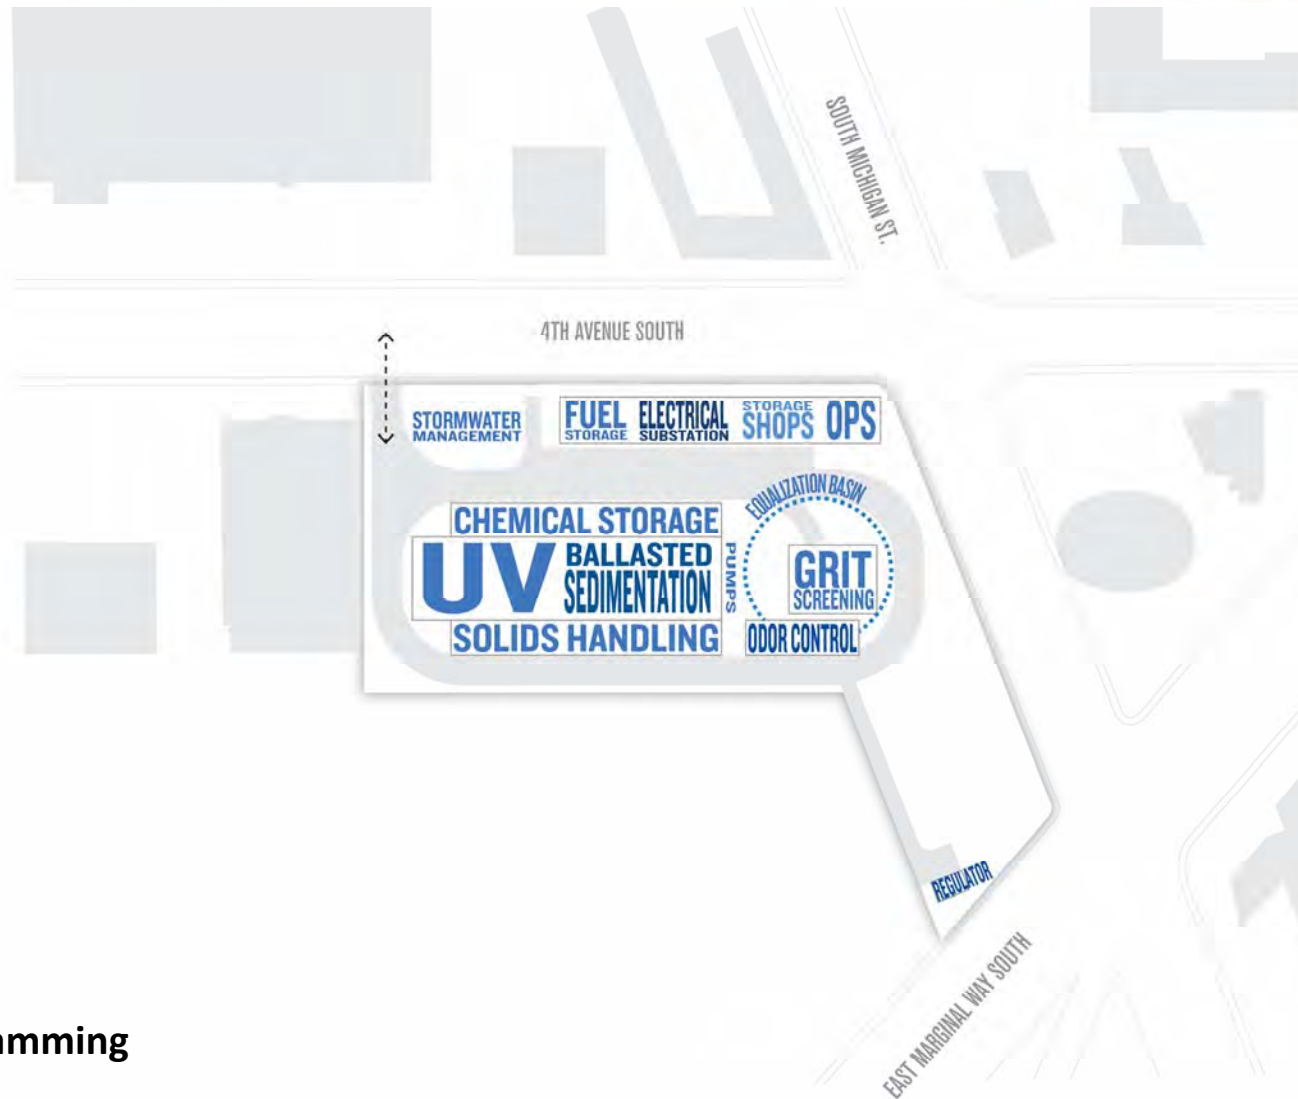 SOUTH MICHIGAN ST.
4TH AVENUE SOUTH
STORMWATER
MANAGEMENT
FUEL
STORAGE
ELECTRICAL
SUBSTATION
STORAGE
SHOPS
OPS
EQUALIZATION BASIN
CHEMICAL STORAGE
UV
BALLASTED
SEDIMENTATION
PUMPS
GRIT
SCREENING
SOLIDS HANDLING
ODOR CONTROL
REGULATOR
EAST MARGINAL WAY SOUTH
amming